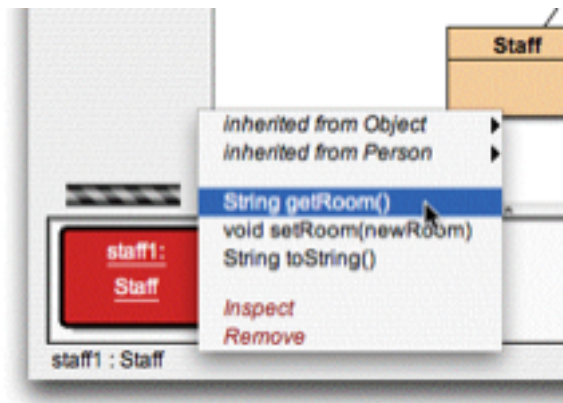 Staff
inherited from Object
inherited from Person
String getRoom()
void setRoom(newRoom)
String toString()
Inspect
Remove
staff1:
Staff
staff1 : Staff